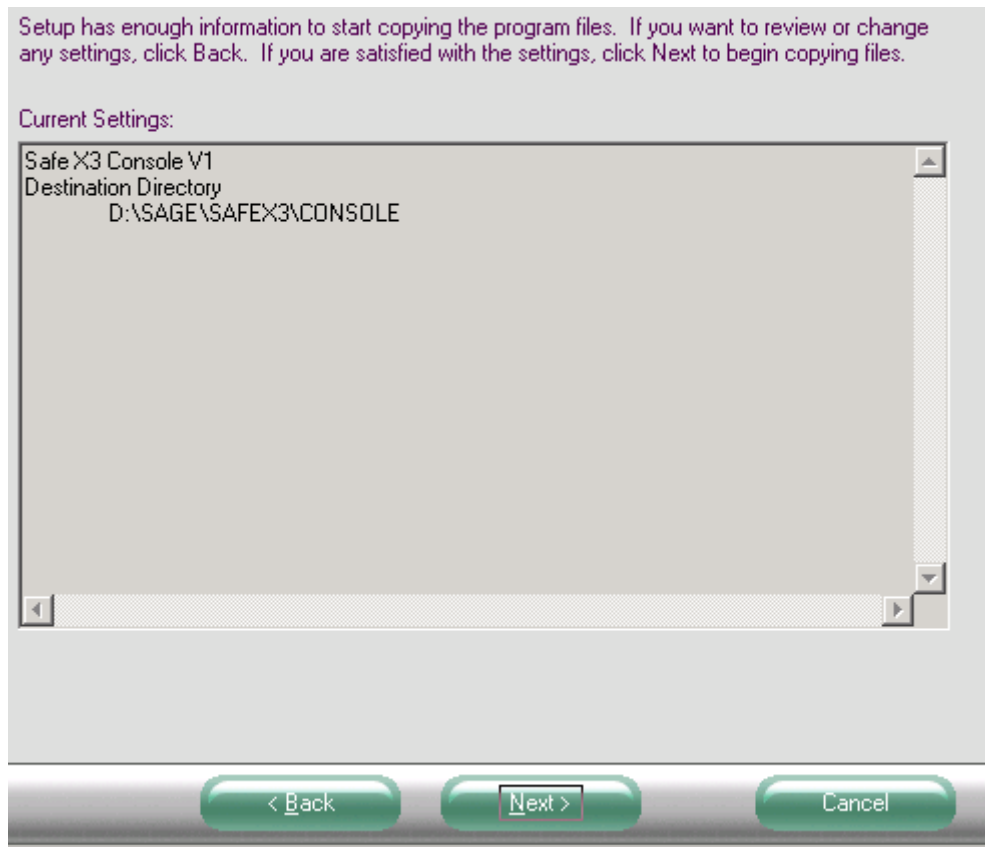 Setup has enough information to start copying the program files.  If you want to review or change
any settings, click Back.  If you are satisfied with the settings, click Next to begin copying files.
Current Settings:
Safe X3 Console V1
Destination Directory
D:\SAGE\SAFEX3\CONSOLE
< Back
Next >
Cancel